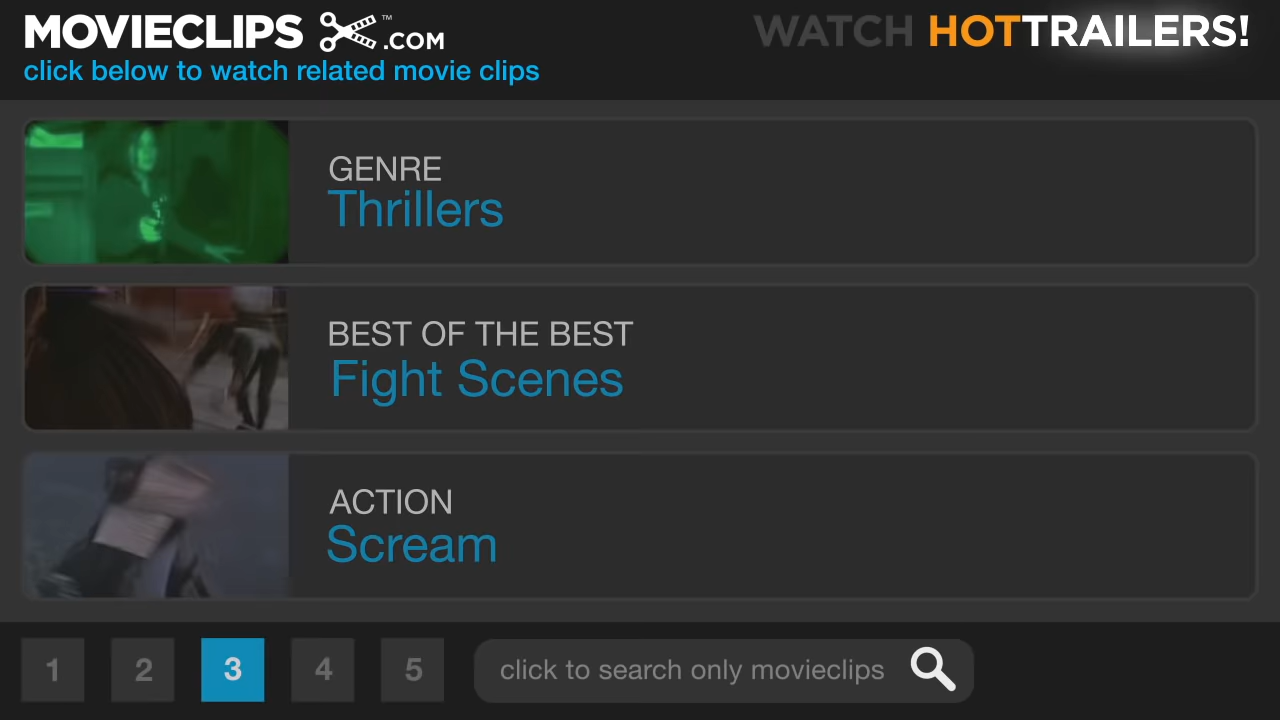 MOVIECLIPS ™ .COM
WATCH HOTTRAILERS!
click below to watch related movie clips
GENRE
Thrillers
BEST OF THE BEST
Fight Scenes
ACTION
Scream
1 2 3 4 5 click to search only movieclips